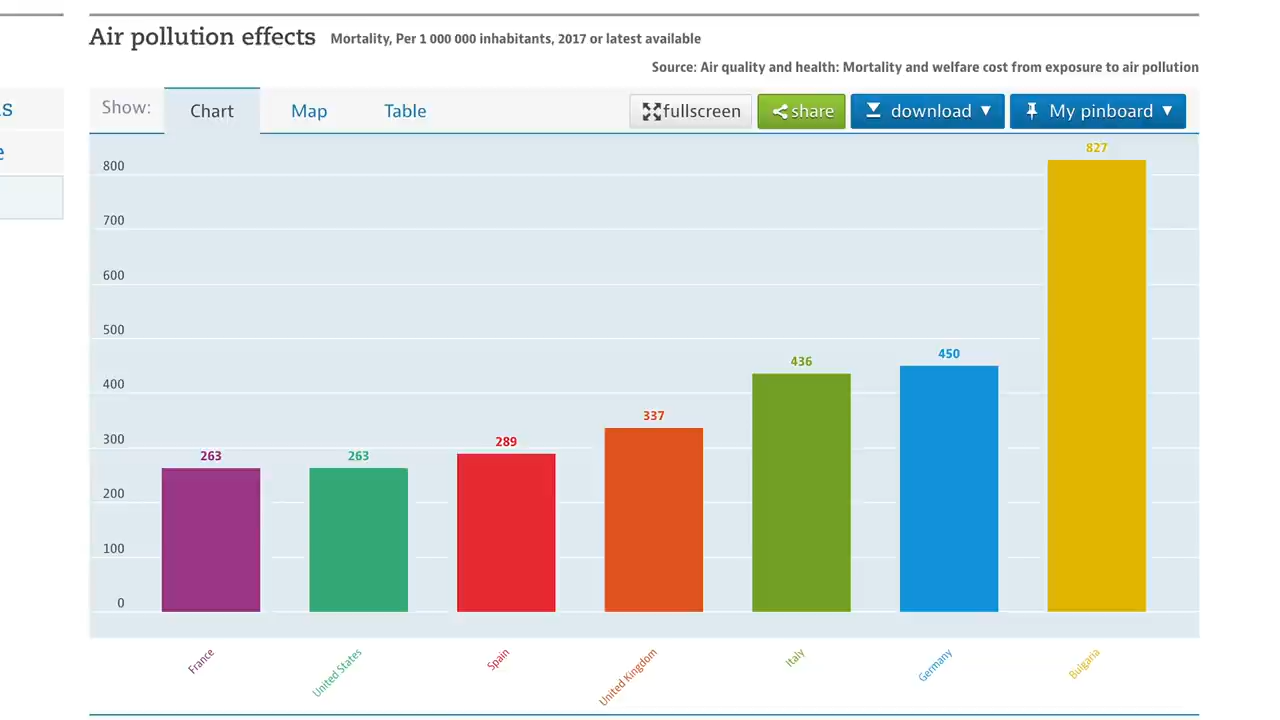 Air pollution effects Mortality, Per 1 000 000 inhabitants, 2017 or latest available
Source: Air quality and health: Mortality and welfare cost from exposure to air pollution
s
e
Show: Chart Map Table fullscreen share download ▼ My pinboard ▼
827
800
700
600
500
450
436
400
337
300
289
263 263
200
100
0
France United States Spain United Kingdom Italy Germany Bulgaria